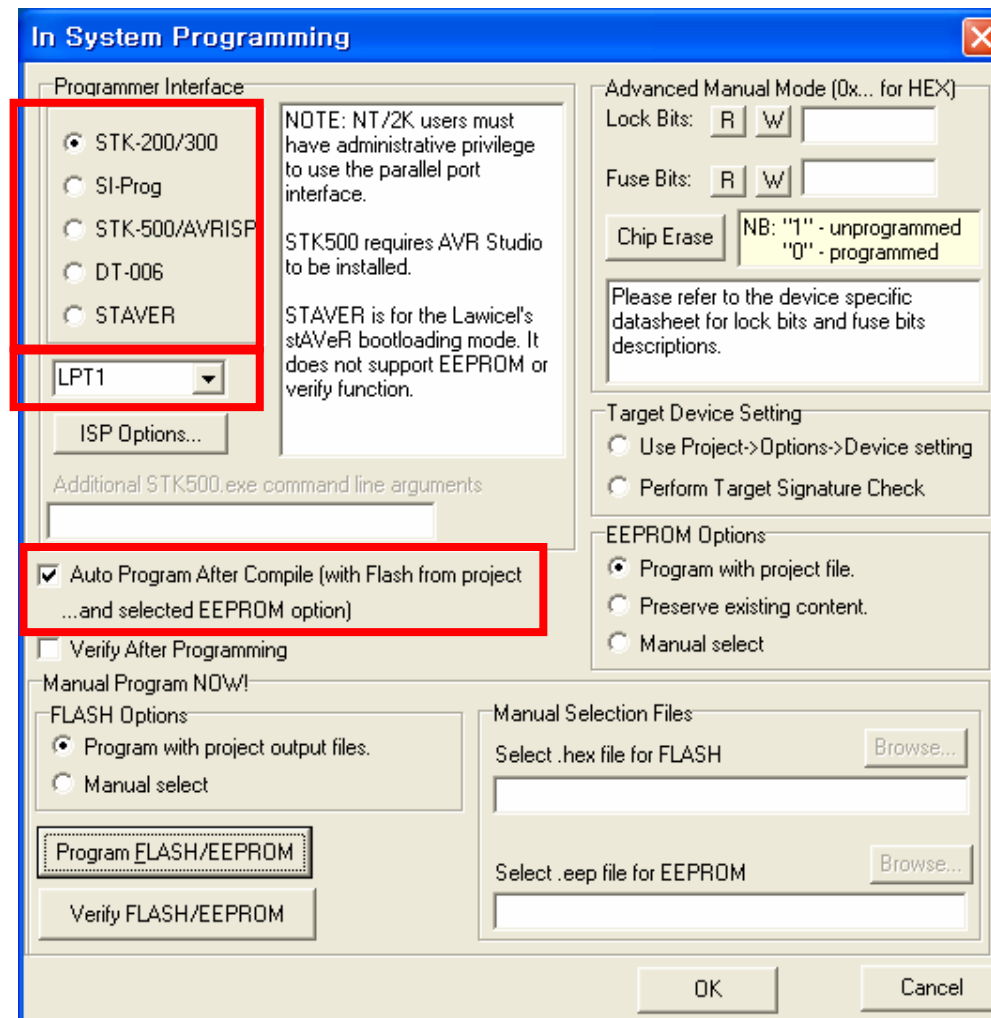 In System Programming
Programmer Interface
STK-200/300
SI-Prog
STK-500/AVRISP
DT-006
STAVER
LPT1
ISP Options...
NOTE: NT/2K users must
have administrative privilege
to use the parallel port
interface.
STK500 requires AVR Studio
to be installed.
STAVER is for the Lawicel's
stAVeR bootloading mode. It
does not support EEPROM or
verify function.
Additional STK500.exe command line arguments
Auto Program After Compile (with Flash from project
...and selected EEPROM option)
Verify After Programming
Advanced Manual Mode (0x... for HEX)
Lock Bits: R W
Fuse Bits: R W
Chip Erase
NB: "1" - unprogrammed
"0" - programmed
Please refer to the device specific
datasheet for lock bits and fuse bits
descriptions.
Target Device Setting
Use Project->Options->Device setting
Perform Target Signature Check
EEPROM Options
Program with project file.
Preserve existing content.
Manual select
Manual Program NOW!
FLASH Options
Program with project output files.
Manual select
Program FLASH/EEPROM
Verify FLASH/EEPROM
Manual Selection Files
Select .hex file for FLASH
Browse...
Select .eep file for EEPROM
Browse...
OK
Cancel